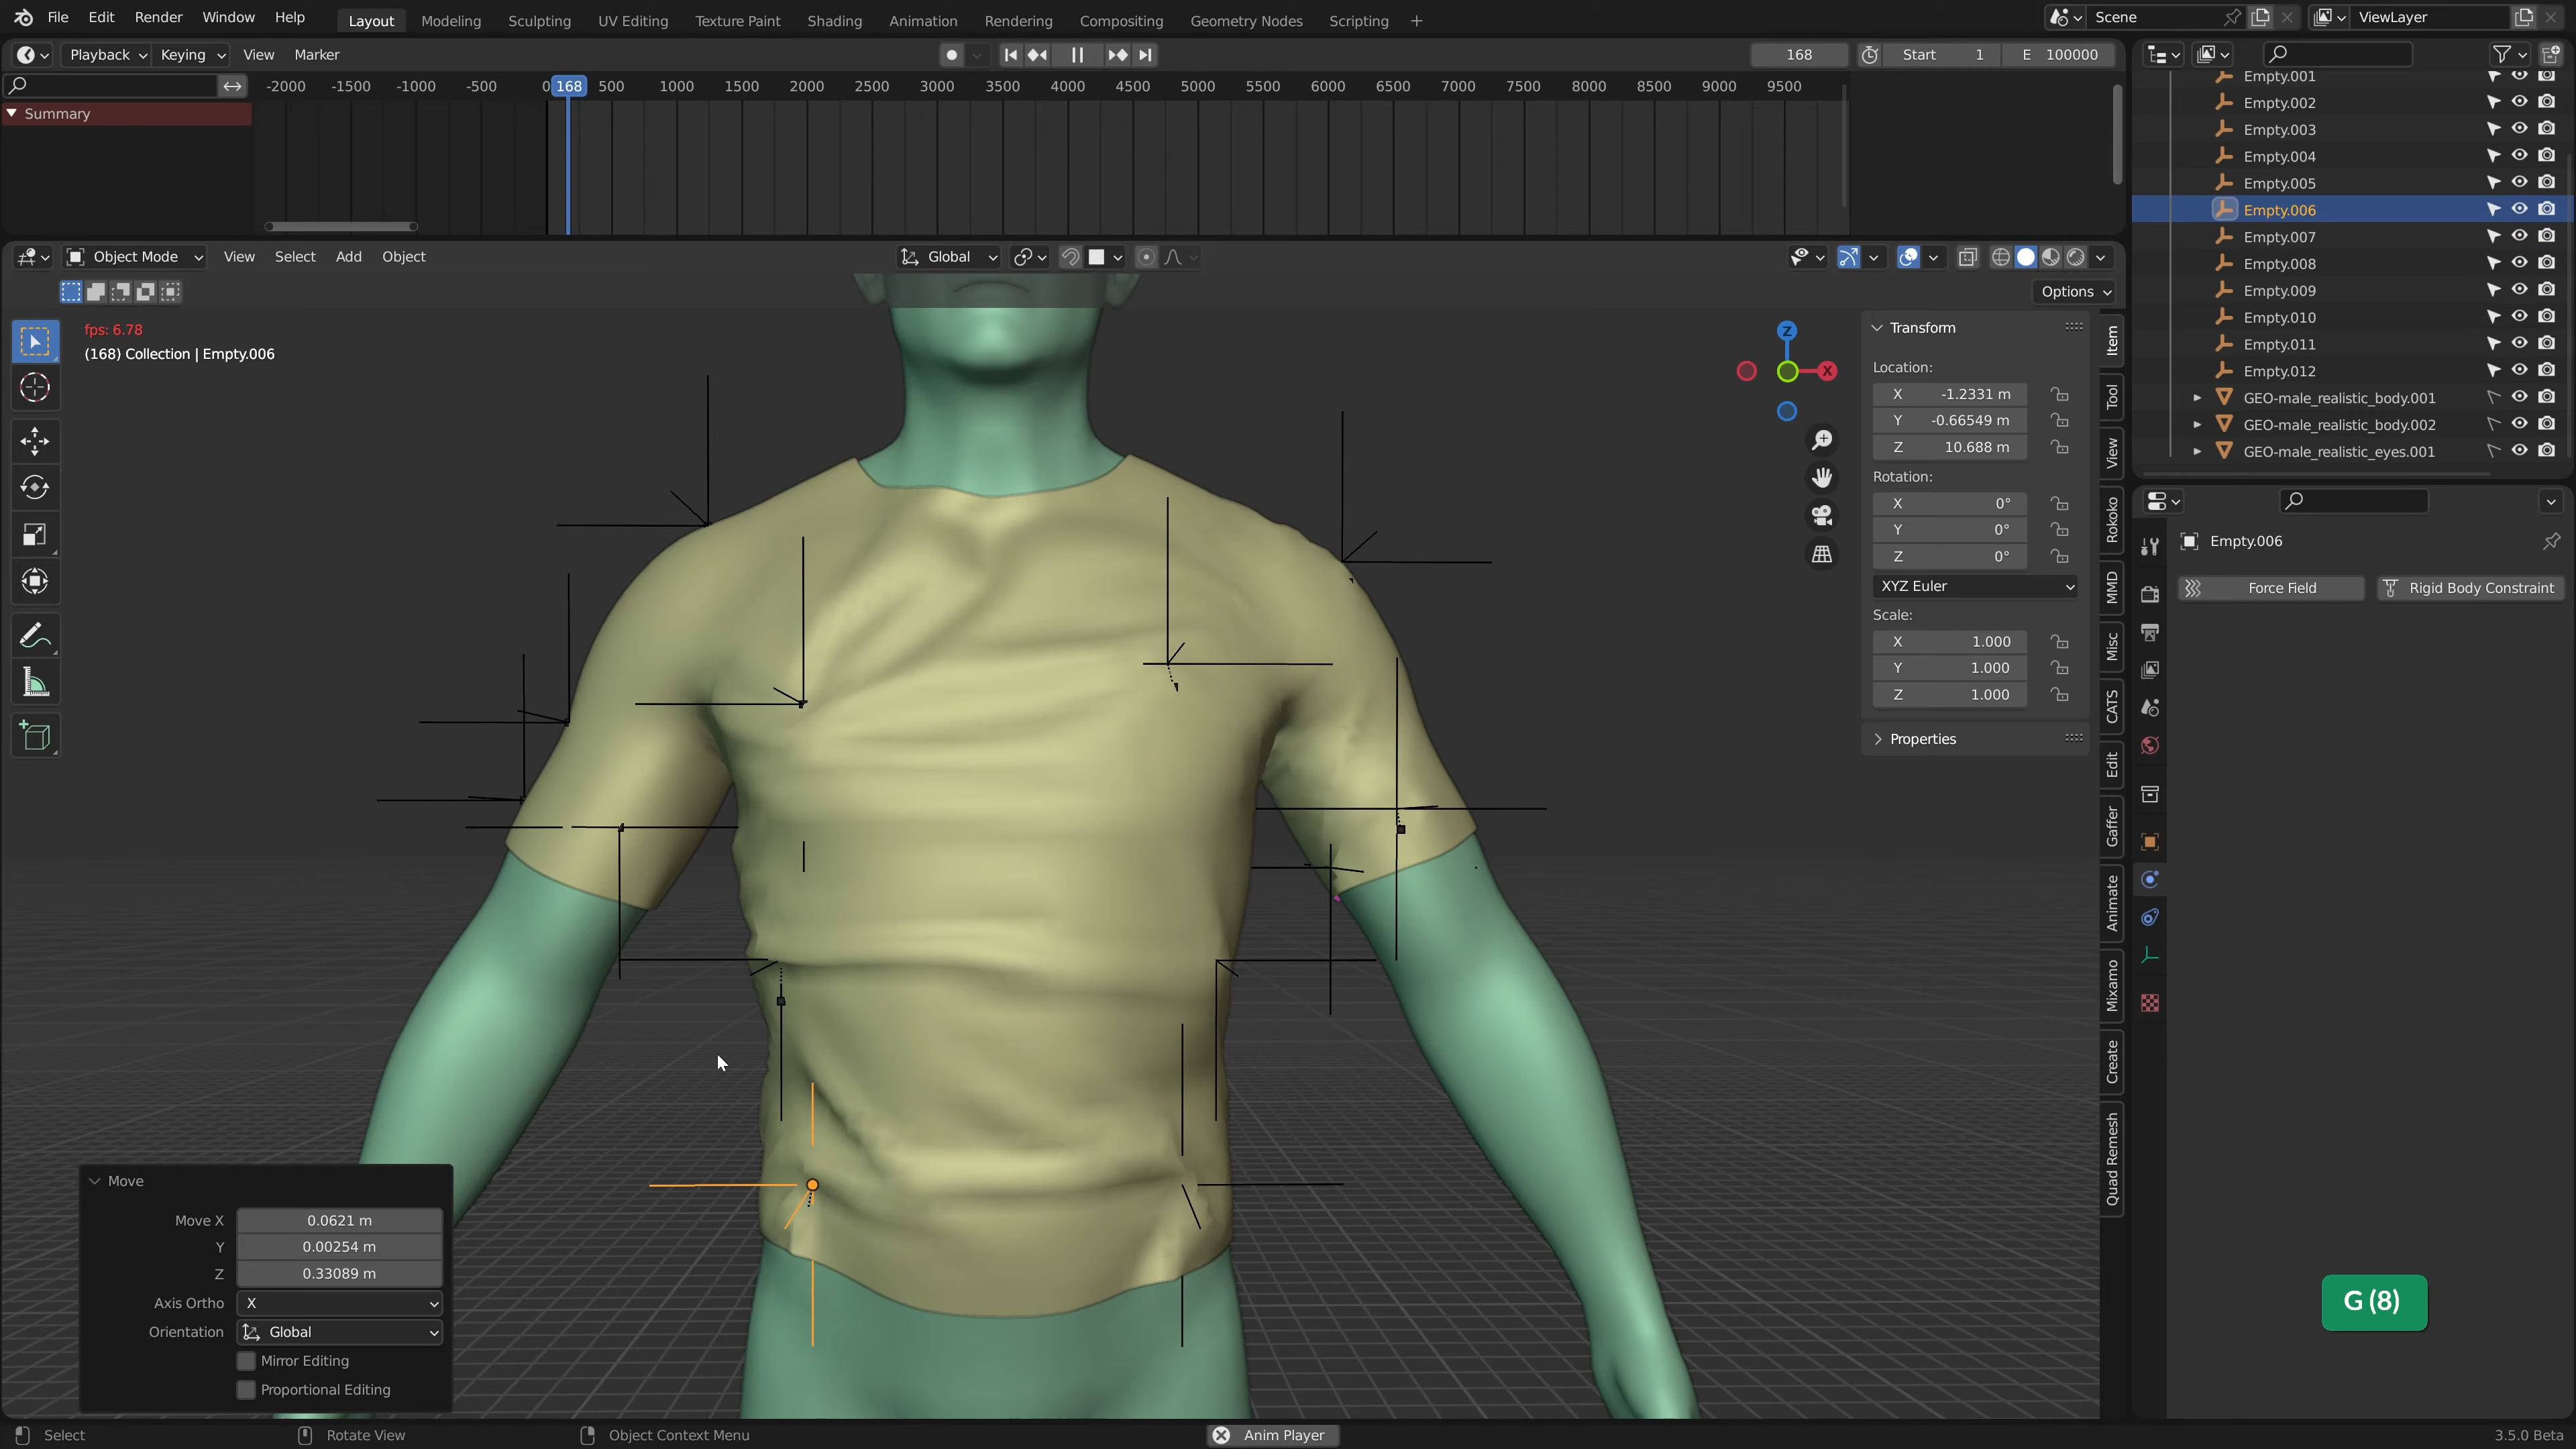 File Edit Render Window Help
Layout Modeling Sculpting UV Editing Texture Paint Shading Animation Rendering Compositing Geometry Nodes Scripting +
Scene
ViewLayer
Playback Keying View Marker
168
Start 1
E 100000
-2000 -1500 -1000 -500 0 168 500 1000 1500 2000 2500 3000 3500 4000 4500 5000 5500 6000 6500 7000 7500 8000 8500 9000 9500
Summary
Object Mode View Select Add Object
Global
Options
fps: 6.78
(168) Collection | Empty.006
Z
X
Transform
Location:
X -1.2331 m
Y -0.66549 m
Z 10.688 m
Rotation:
X 0°
Y 0°
Z 0°
XYZ Euler
Scale:
X 1.000
Y 1.000
Z 1.000
Properties
Item
Tool
View
Rokoko
MMD
Misc
CATS
Edit
Gaffer
Animate
Mixamo
Create
Quad Remesh
Empty.001
Empty.002
Empty.003
Empty.004
Empty.005
Empty.006
Empty.007
Empty.008
Empty.009
Empty.010
Empty.011
Empty.012
GEO-male_realistic_body.001
GEO-male_realistic_body.002
GEO-male_realistic_eyes.001
Empty.006
Force Field
Rigid Body Constraint
Move
Move X 0.0621 m
Y 0.00254 m
Z 0.33089 m
Axis Ortho X
Orientation Global
Mirror Editing
Proportional Editing
G (8)
Select
Rotate View
Object Context Menu
Anim Player
3.5.0 Beta